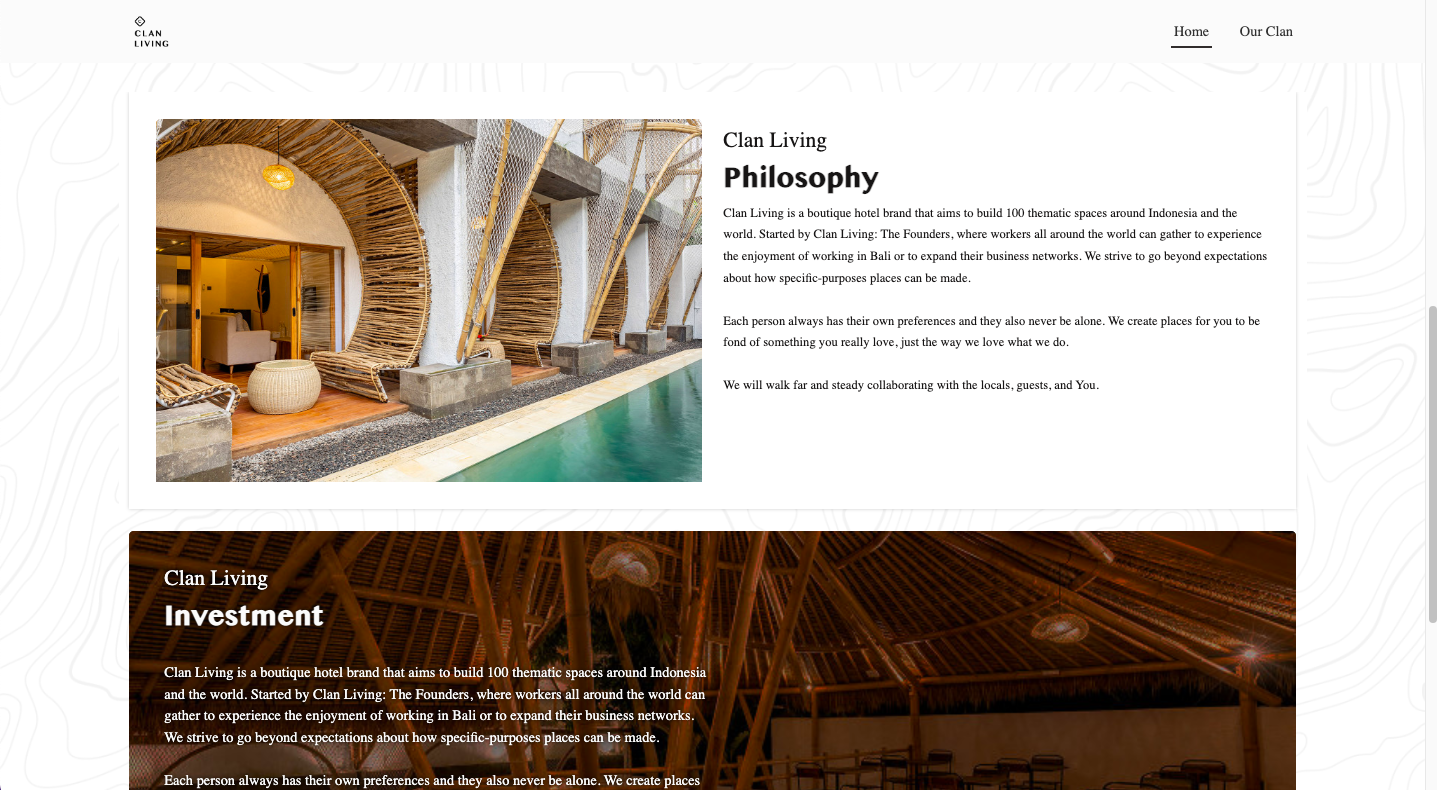 CLAN
LIVING
Home
Our Clan
Clan Living
Philosophy
Clan Living is a boutique hotel brand that aims to build 100 thematic spaces around Indonesia and the
world. Started by Clan Living: The Founders, where workers all around the world can gather to experience
the enjoyment of working in Bali or to expand their business networks. We strive to go beyond expectations
about how specific-purposes places can be made.
Each person always has their own preferences and they also never be alone. We create places for you to be
fond of something you really love, just the way we love what we do.
We will walk far and steady collaborating with the locals, guests, and You.
Clan Living
Investment
Clan Living is a boutique hotel brand that aims to build 100 thematic spaces around Indonesia
and the world. Started by Clan Living: The Founders, where workers all around the world can
gather to experience the enjoyment of working in Bali or to expand their business networks.
We strive to go beyond expectations about how specific-purposes places can be made.
Each person always has their own preferences and they also never be alone. We create places